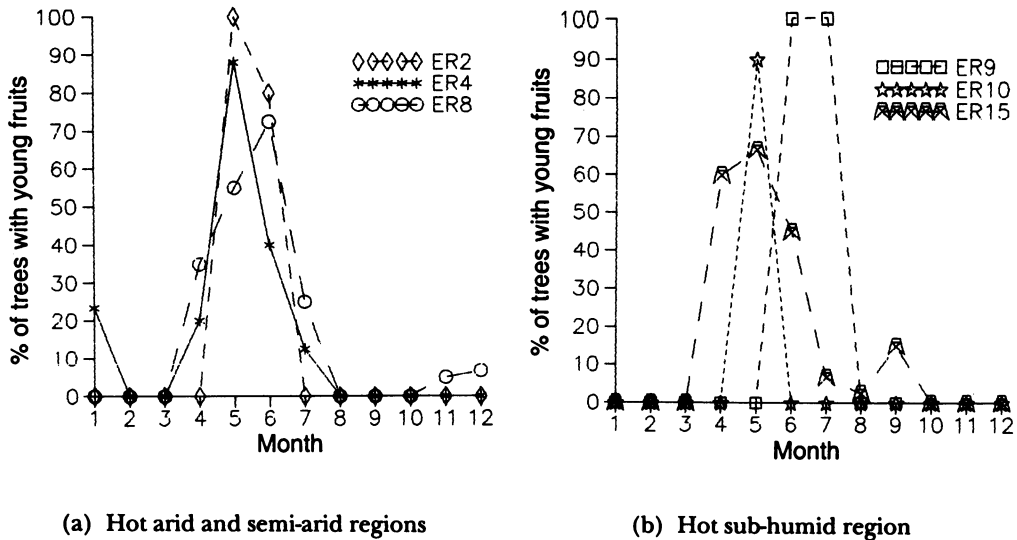 % of trees with young fruits
100
90
80
70
60
50
40
30
20
10
0
ER2
ER4
ER8
1 2 3 4 5 6 7 8 9 10 11 12
Month
(a) Hot arid and semi-arid regions
% of trees with young fruits
100
90
80
70
60
50
40
30
20
10
0
ER9
ER10
ER15
1 2 3 4 5 6 7 8 9 10 11 12
Month
(b) Hot sub-humid region